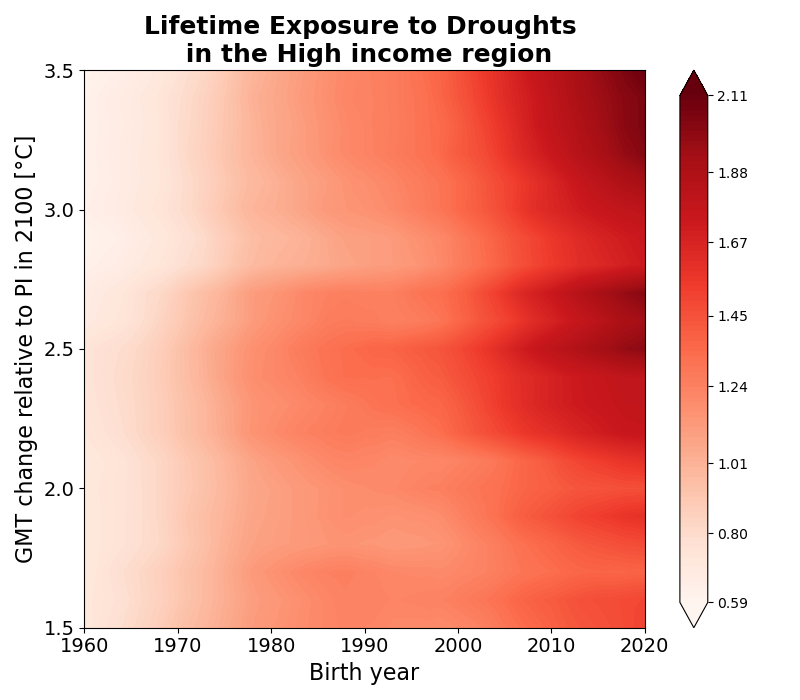 Lifetime Exposure to Droughts
in the High income region
GMT change relative to PI in 2100 [°C]
3.5
3.0
2.5
2.0
1.5
1960 1970 1980 1990 2000 2010 2020
Birth year
2.11
1.88
1.67
1.45
1.24
1.01
0.80
0.59